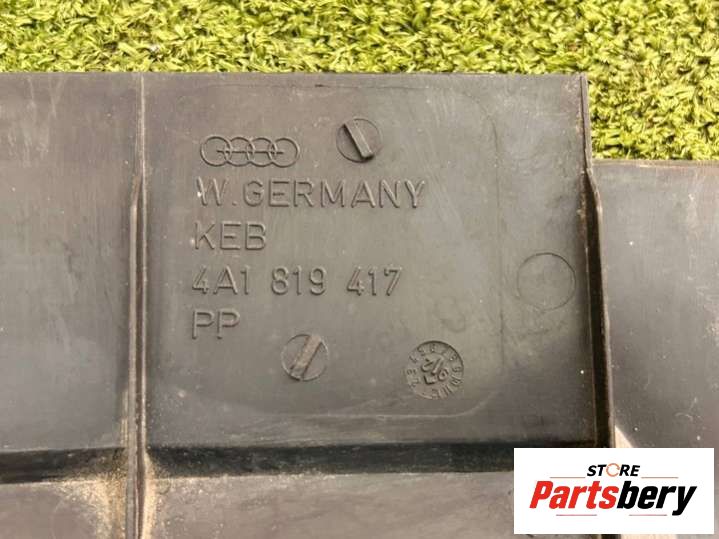 W. GERMANY
KEB
4A1 819 417
PP
STORE
Partsbery